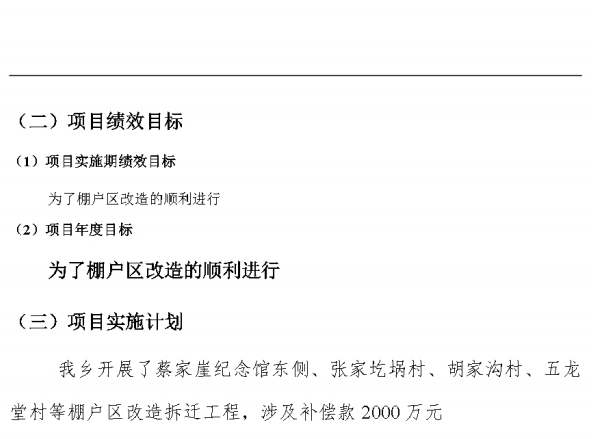 （二）项目绩效目标
（1）项目实施期绩效目标
为了棚户区改造的顺利进行
（2）项目年度目标
为了棚户区改造的顺利进行
（三）项目实施计划
我乡开展了蔡家崖纪念馆东侧、张家圪埚村、胡家沟村、五龙
堂村等棚户区改造拆迁工程，涉及补偿款 2000 万元